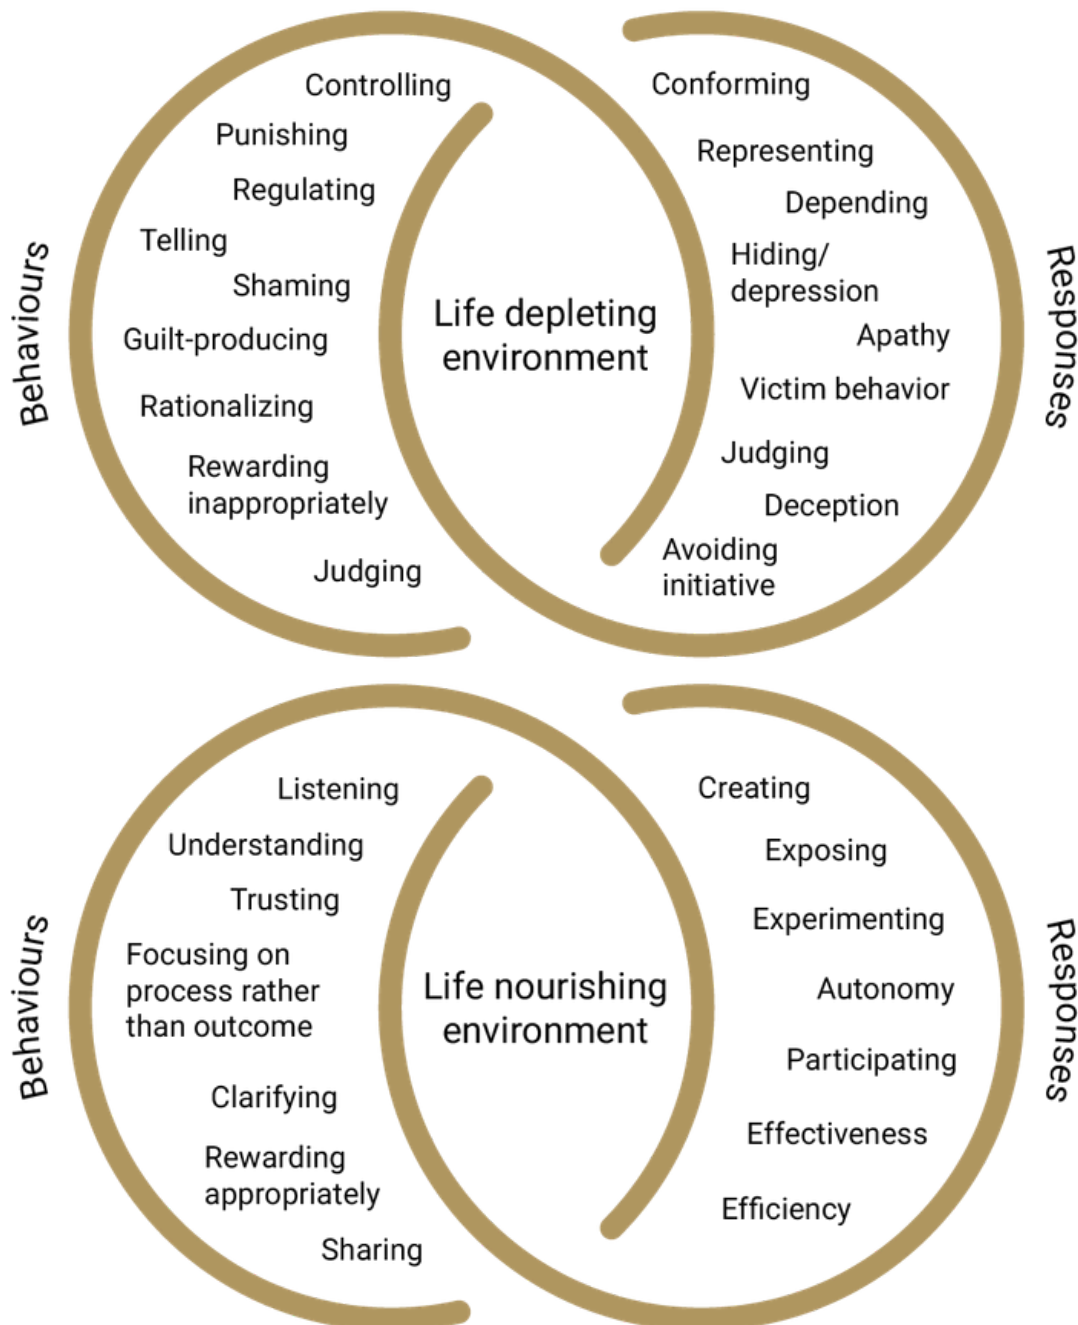 Behaviours
Controlling
Punishing
Regulating
Telling
Shaming
Guilt-producing
Rationalizing
Rewarding
inappropriately
Judging
Life depleting
environment
Conforming
Representing
Depending
Hiding/
depression
Apathy
Victim behavior
Judging
Deception
Avoiding
initiative
Responses
Behaviours
Listening
Understanding
Trusting
Focusing on
process rather
than outcome
Clarifying
Rewarding
appropriately
Sharing
Life nourishing
environment
Creating
Exposing
Experimenting
Autonomy
Participating
Effectiveness
Efficiency
Responses